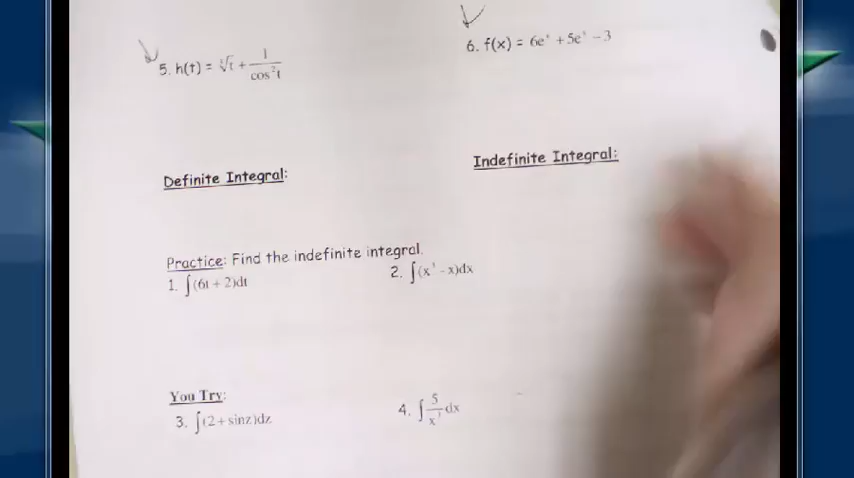 5. h(t) = ∛t + 1/cos²t
6. f(x) = 6eˣ + 5eˣ - 3
Definite Integral:
Indefinite Integral:
Practice: Find the indefinite integral.
1. ∫(6t + 2)dt
2. ∫(x³ - x)dx
You Try:
3. ∫(2 + sinz)dz
4. ∫5/x³ dx